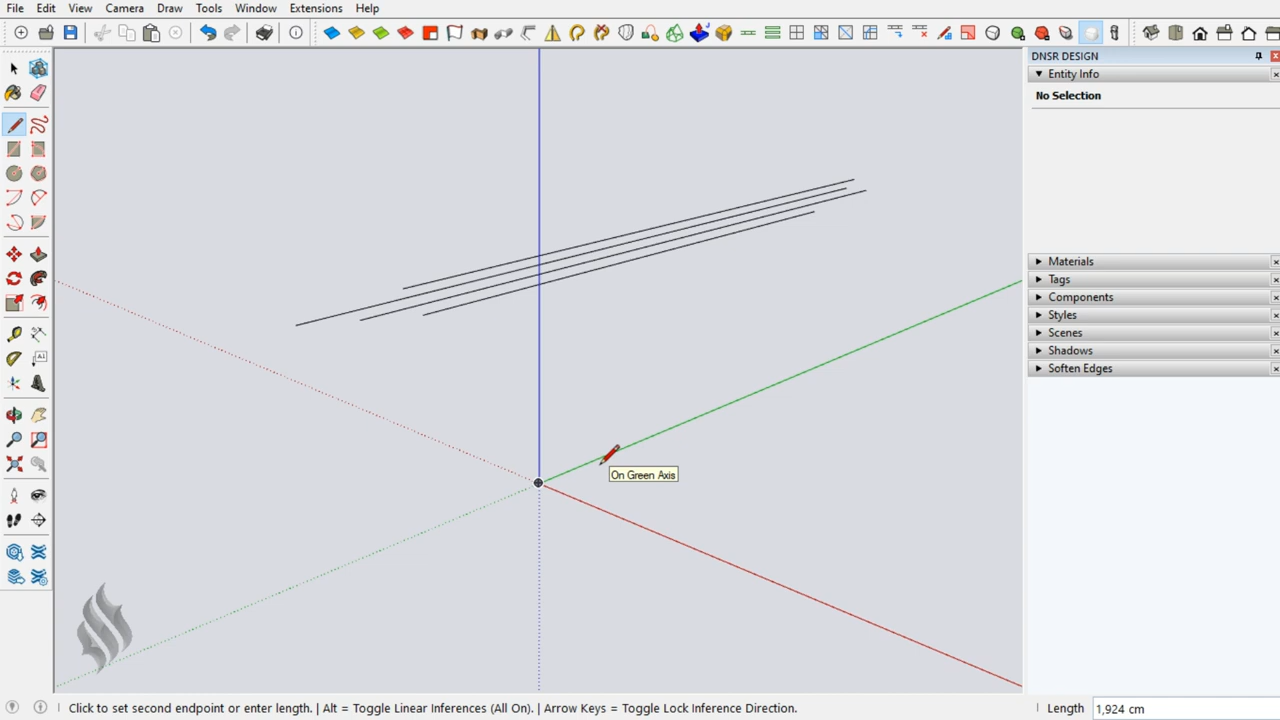 File Edit View Camera Draw Tools Window Extensions Help
DNSR DESIGN
Entity Info
No Selection
A1
Materials
Tags
Components
Styles
Scenes
Shadows
Soften Edges
On Green Axis
Click to set second endpoint or enter length. | Alt = Toggle Linear Inferences (All On). | Arrow Keys = Toggle Lock Inference Direction.
Length 1,924 cm